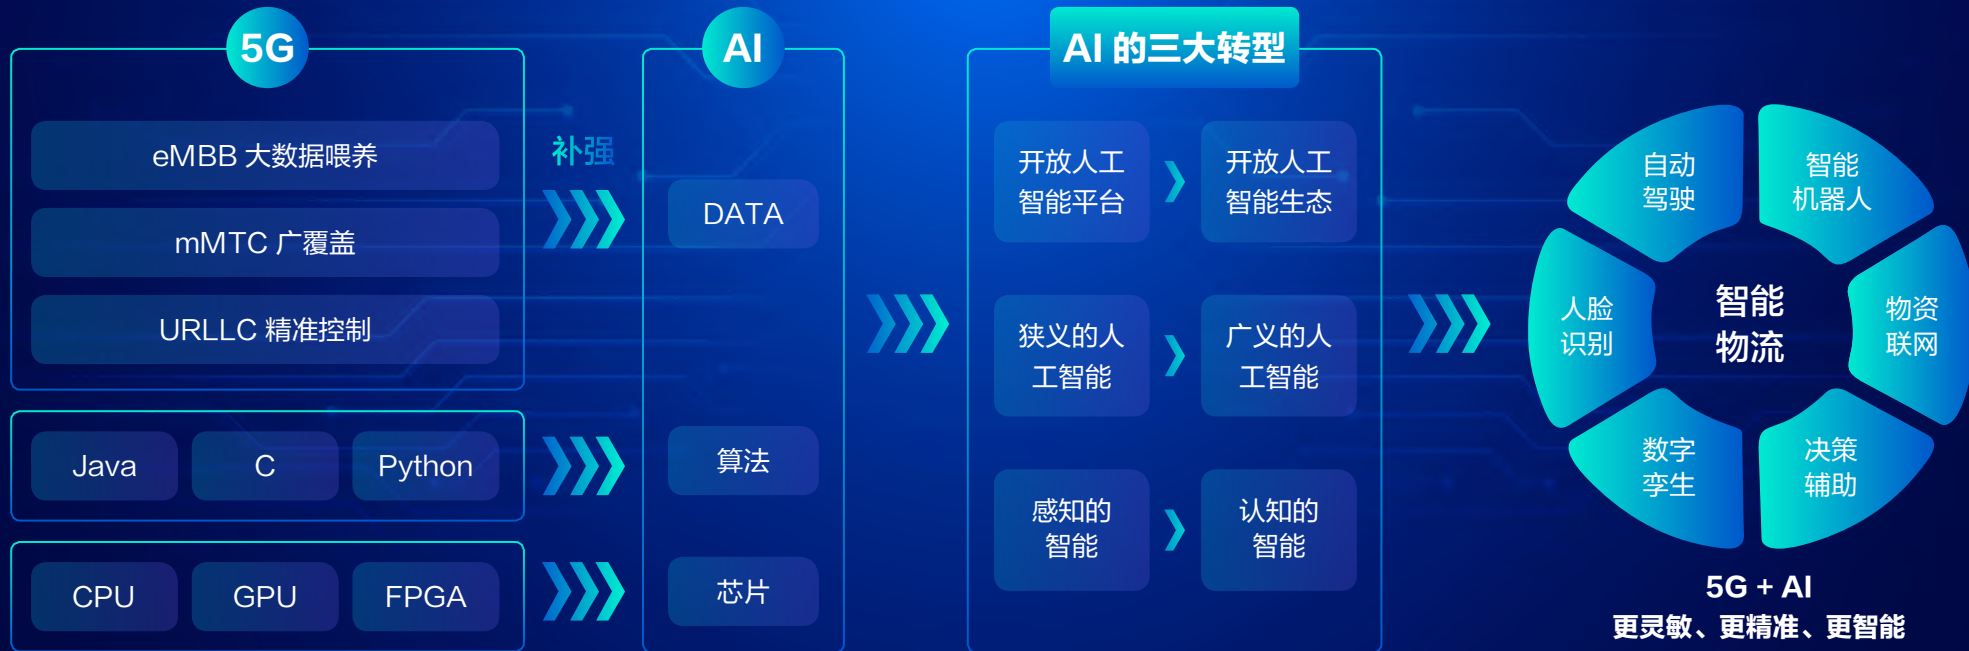 5G
eMBB 大数据喂养
mMTC 广覆盖
URLLC 精准控制
Java
C
Python
CPU
GPU
FPGA
补强
AI
DATA
算法
芯片
AI 的三大转型
开放人工
智能平台
开放人工
智能生态
狭义的人
工智能
广义的人
工智能
感知的
智能
认知的
智能
自动
驾驶
智能
机器人
人脸
识别
智能
物流
物资
联网
数字
孪生
决策
辅助
5G + AI
更灵敏、更精准、更智能